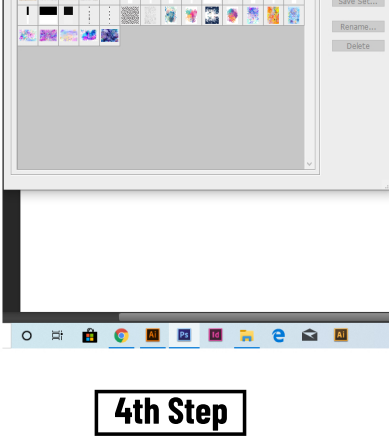 Save Set...
Rename...
Delete
Ai
Ps
Id
Ai
4th Step